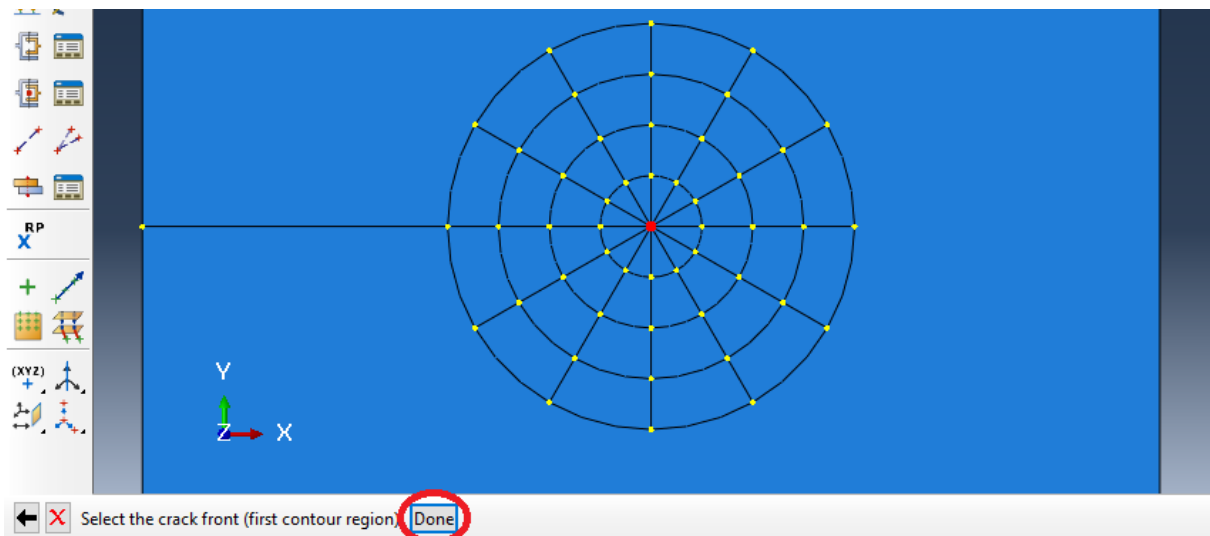 RP
(XYZ)
Y
Z X
Select the crack front (first contour region) Done